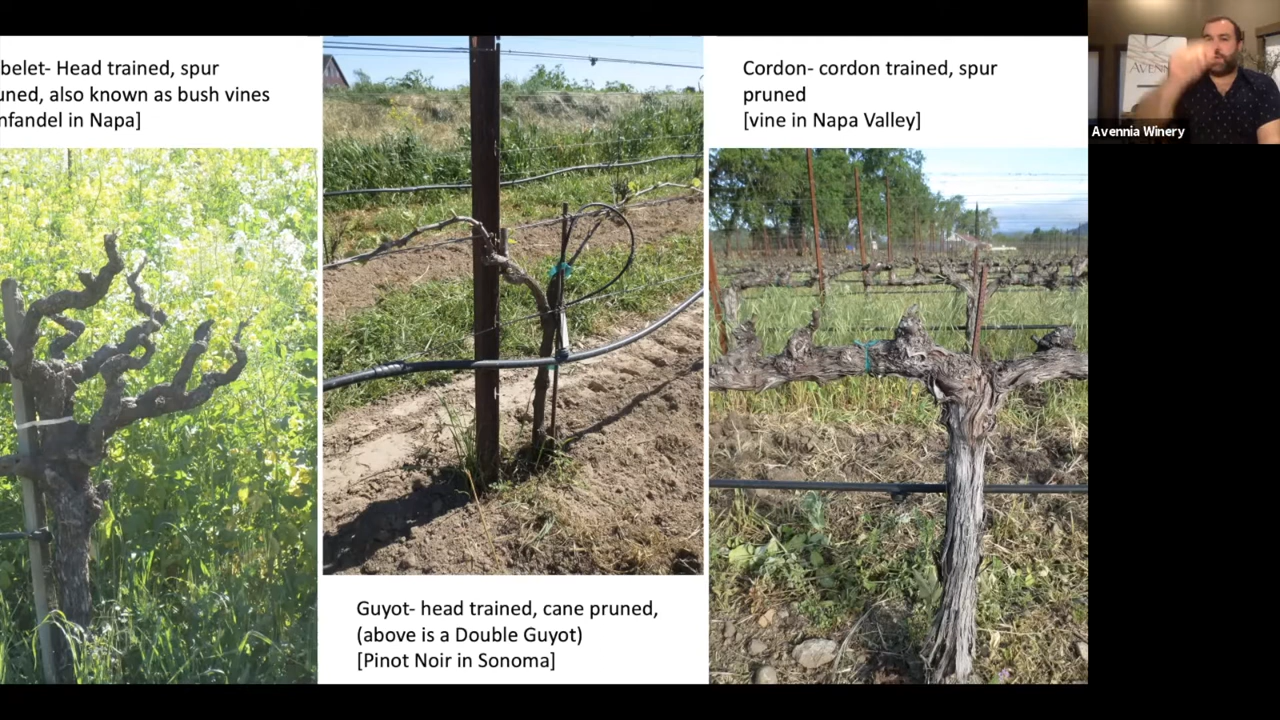 belet- Head trained, spur
uned, also known as bush vines
nfandel in Napa]
Guyot- head trained, cane pruned,
(above is a Double Guyot)
[Pinot Noir in Sonoma]
Cordon- cordon trained, spur
pruned
[vine in Napa Valley]
AVENN
Avennia Winery